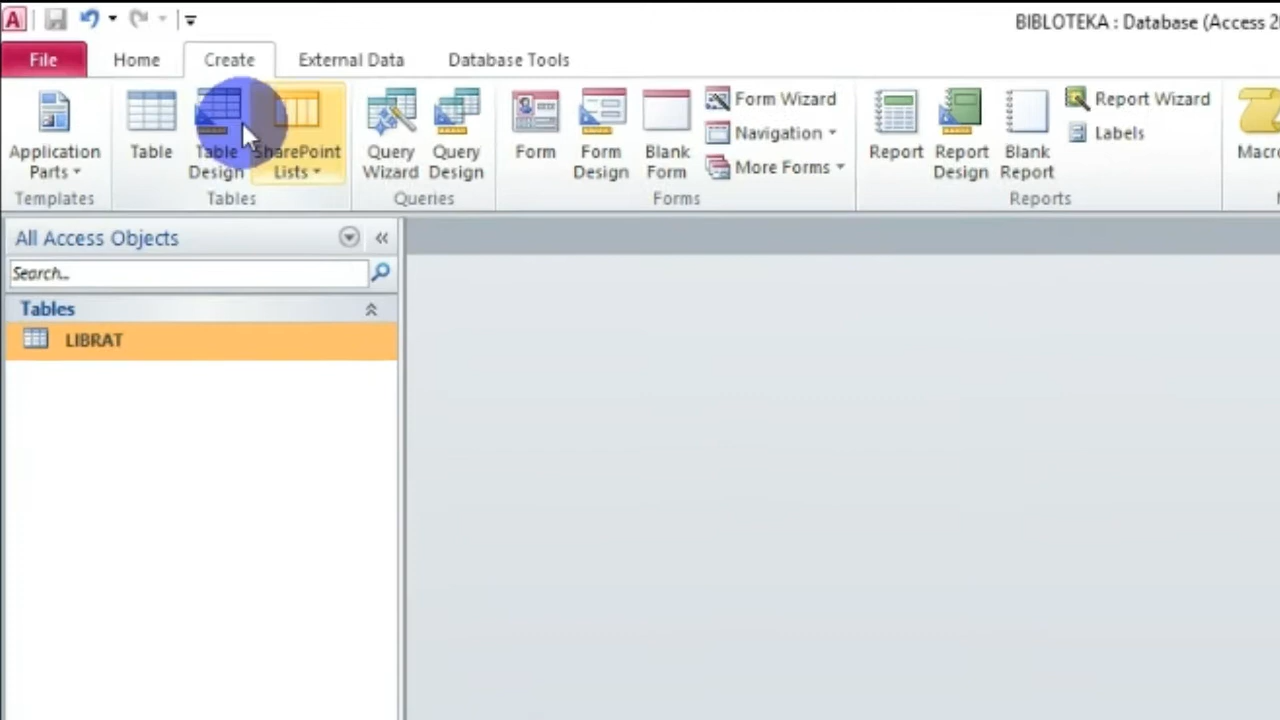 A
BIBLOTEKA : Database (Access 2
File Home Create External Data Database Tools
Application Parts
Table
Table Design
SharePoint Lists
Query Wizard
Query Design
Form
Form Design
Blank Form
Form Wizard
Navigation
More Forms
Report
Report Design
Blank Report
Report Wizard
Labels
Macro
Templates Tables Queries Forms Reports
All Access Objects
Search...
Tables
LIBRAT